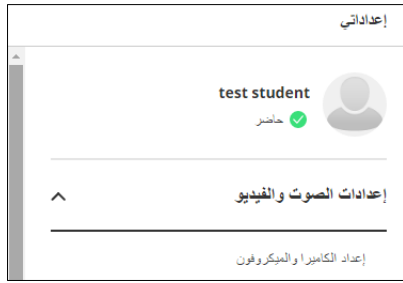 إعداداتي
test student
حاضر
إعدادات الصوت والفيديو
إعداد الكاميرا والميكروفون